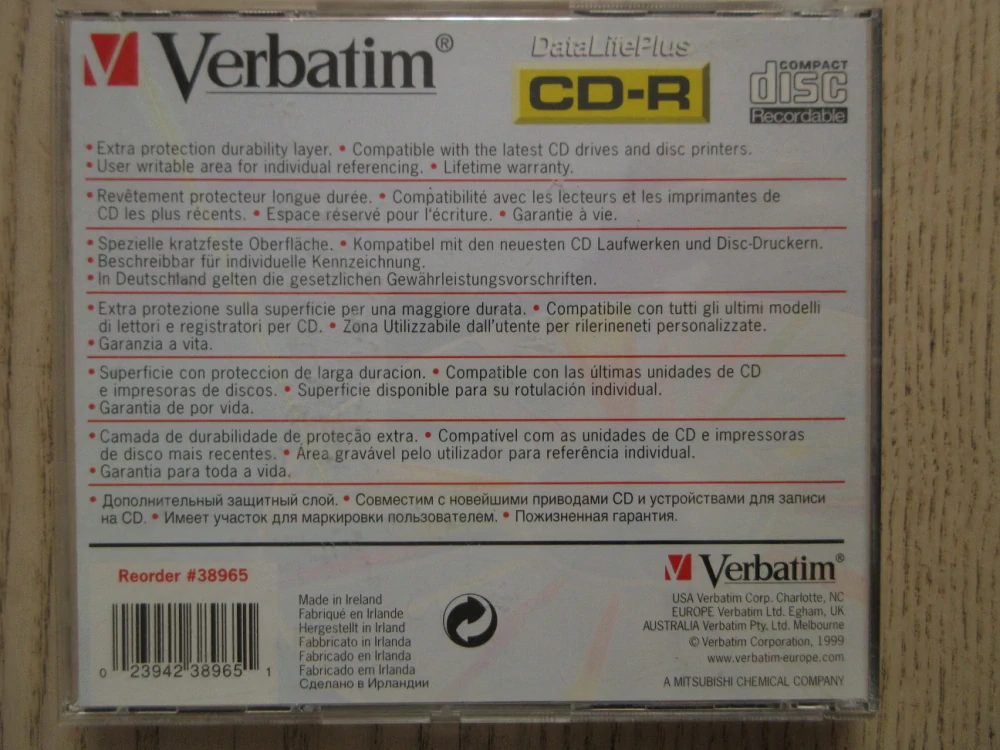 Verbatim®
DataLifePlus
CD-R
COMPACT
disc
Recordable
• Extra protection durability layer. • Compatible with the latest CD drives and disc printers.
• User writable area for individual referencing. • Lifetime warranty.
• Revêtement protecteur longue durée. • Compatibilité avec les lecteurs et les imprimantes de
CD les plus récents. • Espace réservé pour l'écriture. • Garantie à vie.
• Spezielle kratzfeste Oberfläche. • Kompatibel mit den neuesten CD Laufwerken und Disc-Druckern.
• Beschreibbar für individuelle Kennzeichnung.
• In Deutschland gelten die gesetzlichen Gewährleistungsvorschriften.
• Extra protezione sulla superficie per una maggiore durata. • Compatibile con tutti gli ultimi modelli
di lettori e registratori per CD. • Zona Utilizzabile dall'utente per rilerineneti personalizzate.
• Garanzia a vita.
• Superficie con proteccion de larga duracion. • Compatible con las últimas unidades de CD
e impresoras de discos. • Superficie disponible para su rotulación individual.
• Garantia de por vida.
• Camada de durabilidade de proteção extra. • Compatível com as unidades de CD e impressoras
de disco mais recentes. • Área gravável pelo utilizador para referência individual.
• Garantia para toda a vida.
• Дополнительный защитный слой. • Совместим с новейшими приводами CD и устройствами для записи
на CD. • Имеет участок для маркировки пользователем. • Пожизненная гарантия.
Reorder #38965
0 23942 38965 1
Made in Ireland
Fabriqué en Irlande
Hergestellt in Irland
Fabbricato in Irlanda
Fabricado en Irlanda
Fabricado em Irlanda
Сделано в Ирландии
Verbatim®
USA Verbatim Corp. Charlotte, NC
EUROPE Verbatim Ltd. Egham, UK
AUSTRALIA Verbatim Pty. Ltd. Melbourne
© Verbatim Corporation, 1999
www.verbatim-europe.com
A MITSUBISHI CHEMICAL COMPANY